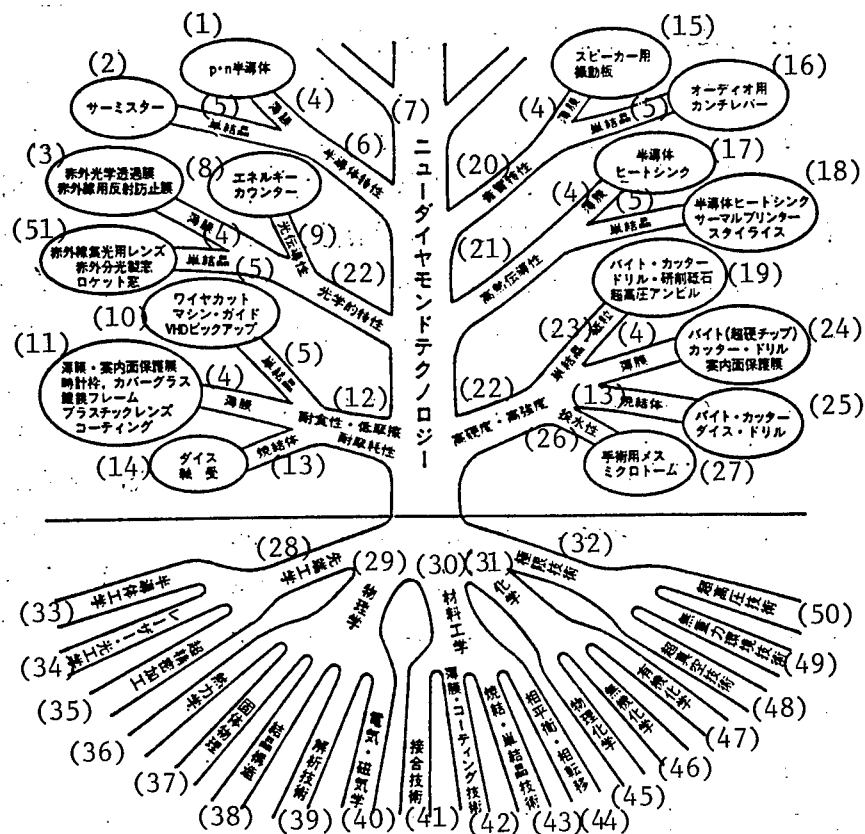 (1)
p・n半導体
(2)
サーミスター
(5)
単結晶
(4)
薄膜
(6)
半導体特性
(7)
ニューダイヤモンドテクノロジー
(3)
赤外光学透過膜
赤外線用反射防止膜
(8)
エネルギー
カウンター
(4)
薄膜
(9)
光伝導性
(51)
赤外線集光用レンズ
赤外分光製窓
ロケット窓
単結晶
(5)
(22)
光学的特性
(10)
ワイヤカット
マシン・ガイド
VHDピックアップ
(5)
単結晶
(11)
薄膜・案内面保護膜
時計枠,カバーグラス
眼鏡フレーム
プラスチックレンズ
コーティング
(4)
薄膜
(12)
耐食性・低摩擦
耐摩耗性
(14)
ダイス
軸受
焼結体
(13)
(15)
スピーカー用
振動板
(16)
オーディオ用
カンチレバー
(4)
薄膜
(5)
単結晶
(20)
音響特性
(17)
半導体
ヒートシンク
(18)
半導体ヒートシンク
サーマルプリンター
スタイライス
(4)
薄膜
(5)
単結晶
(21)
高熱伝導性
(19)
バイト・カッター
ドリル・研削砥石
超高圧アンビル
(23)
単結晶・砥粒
(24)
バイト(超硬チップ)
カッター・ドリル
案内面保護膜
(4)
薄膜
(22)
高硬度・高強度
(13)
焼結体
(25)
バイト・カッター
ダイス・ドリル
(26)
撥水性
(27)
手術用メス
ミクロトーム
(28)
先端工学
(29)
物理学
(30)
材料工学
(31)
化学
(32)
極限技術
(33)
半導体工学
(34)
レーザー・光工学
(35)
超精密加工
(36)
熱力学
(37)
固体物理
(38)
(39)
解析技術
(40)
電気・磁気学
(41)
接合技術
(42)
薄膜・コーティング技術
(43)
焼結・単結晶技術
(44)
相平衡・相転移
(45)
物理化学
(46)
無機化学
(47)
有機化学
(48)
超真空技術
(49)
無重力環境技術
(50)
超高圧技術